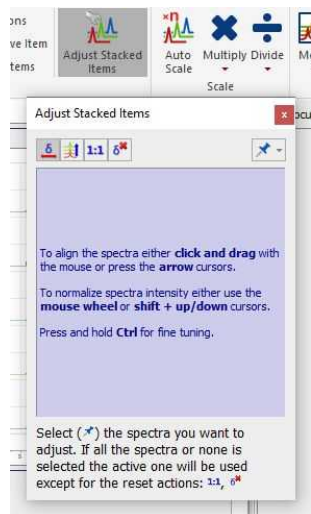 ons
ve Item
tems
Adjust Stacked
Items
×n
Auto
Scale
Multiply
Divide
Scale
Adjust Stacked Items
x
δ
1:1
δ
To align the spectra either click and drag with
the mouse or press the arrow cursors.
To normalize spectra intensity either use the
mouse wheel or shift + up/down cursors.
Press and hold Ctrl for fine tuning.
Select ( ) the spectra you want to
adjust. If all the spectra or none is
selected the active one will be used
except for the reset actions: 1:1, δ